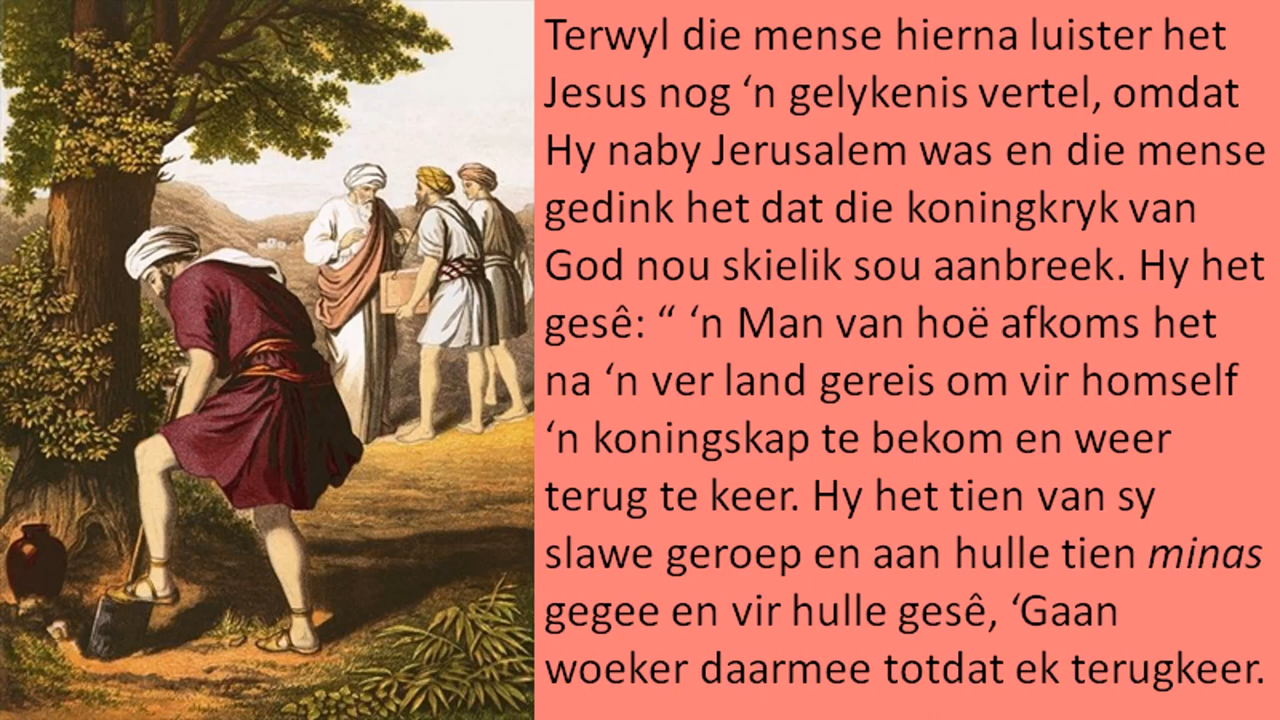 Terwyl die mense hierna luister het
Jesus nog ‘n gelykenis vertel, omdat
Hy naby Jerusalem was en die mense
gedink het dat die koningkryk van
God nou skielik sou aanbreek. Hy het
gesê: “ ‘n Man van hoë afkoms het
na ‘n ver land gereis om vir homself
‘n koningskap te bekom en weer
terug te keer. Hy het tien van sy
slawe geroep en aan hulle tien minas
gegee en vir hulle gesê, ‘Gaan
woeker daarmee totdat ek terugkeer.